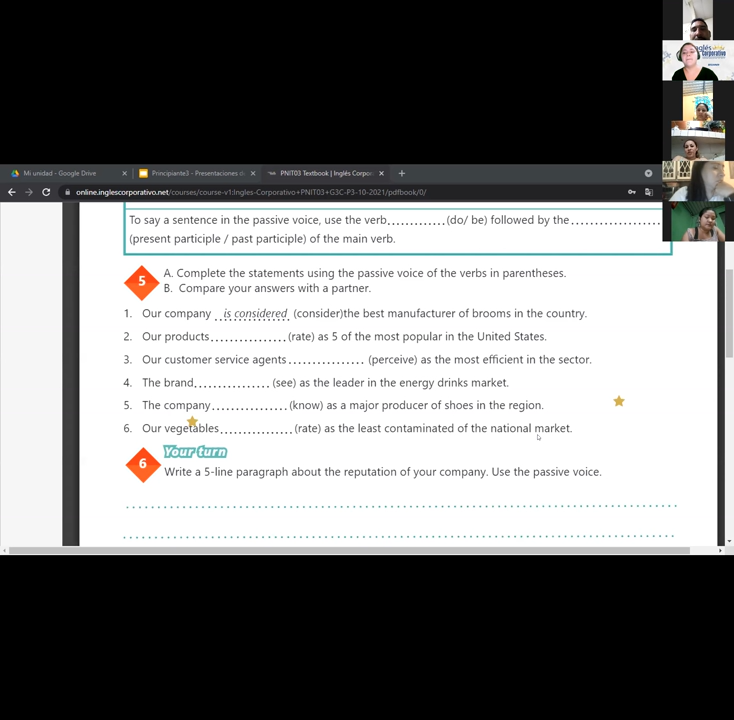 Mi unidad - Google Drive
Principiante3 - Presentaciones d
PNIT03 Textbook | Inglés Corpor
online.inglescorporativo.net/courses/course-v1:Ingles-Corporativo+PNIT03+G3C-P3-10-2021/pdfbook/0/
To say a sentence in the passive voice, use the verb.............(do/ be) followed by the ....................
(present participle / past participle) of the main verb.
5
A. Complete the statements using the passive voice of the verbs in parentheses.
B. Compare your answers with a partner.
1. Our company ..is considered.. (consider)the best manufacturer of brooms in the country.
2. Our products................(rate) as 5 of the most popular in the United States.
3. Our customer service agents ................ (perceive) as the most efficient in the sector.
4. The brand................ (see) as the leader in the energy drinks market.
5. The company ................(know) as a major producer of shoes in the region.
6. Our vegetables................(rate) as the least contaminated of the national market.
6
Your turn
Write a 5-line paragraph about the reputation of your company. Use the passive voice.